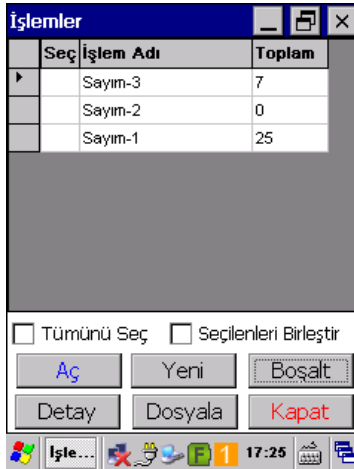 İşlemler
Seç İşlem Adı Toplam
Sayım-3 7
Sayım-2 0
Sayım-1 25
Tümünü Seç Seçilenleri Birleştir
Aç Yeni Boşalt
Detay Dosyala Kapat
İşle... F 1 17:25